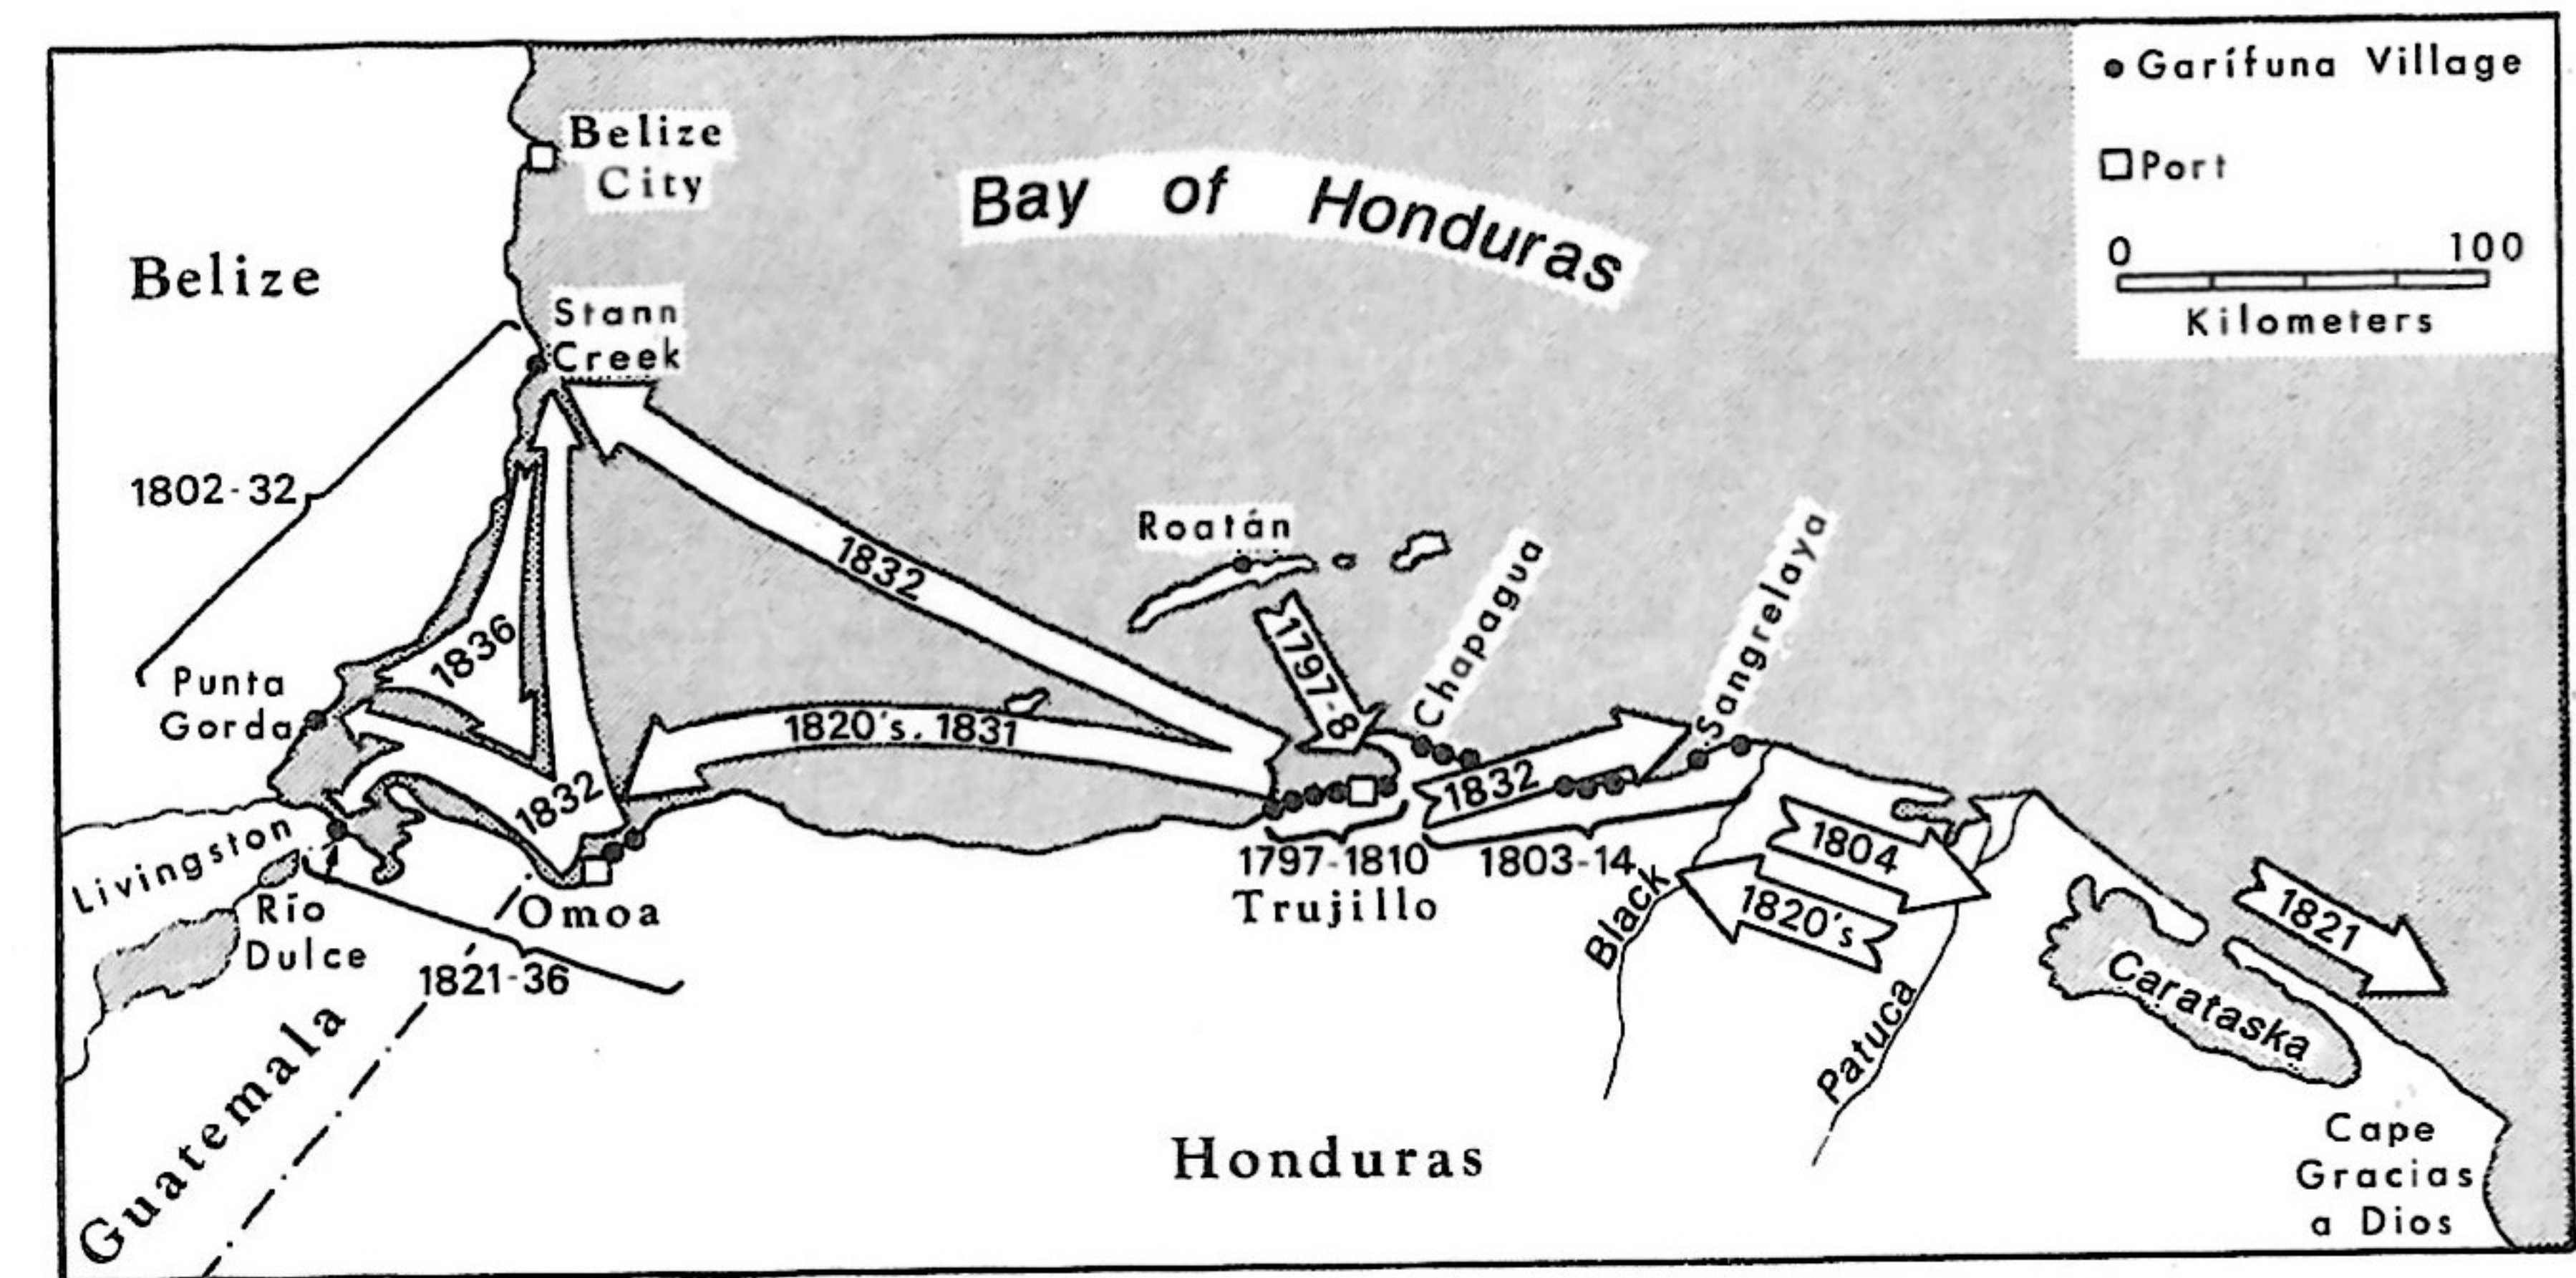 Garífuna Village
Port
0 100
Kilometers
Belize
City
Bay of Honduras
Belize
Stann
Creek
1802-32
1832
Roatán
1797-8
Chapagua
Sangrelaya
1836
Punta
Gorda
1820's, 1831
1832
1832
Livingston
Río
Dulce
Omoa
1821-36
1797-1810
Trujillo
1803-14
1804
1820's
Black
Patuca
1821
Carataska
Guatemala
Honduras
Cape
Gracias
a Dios